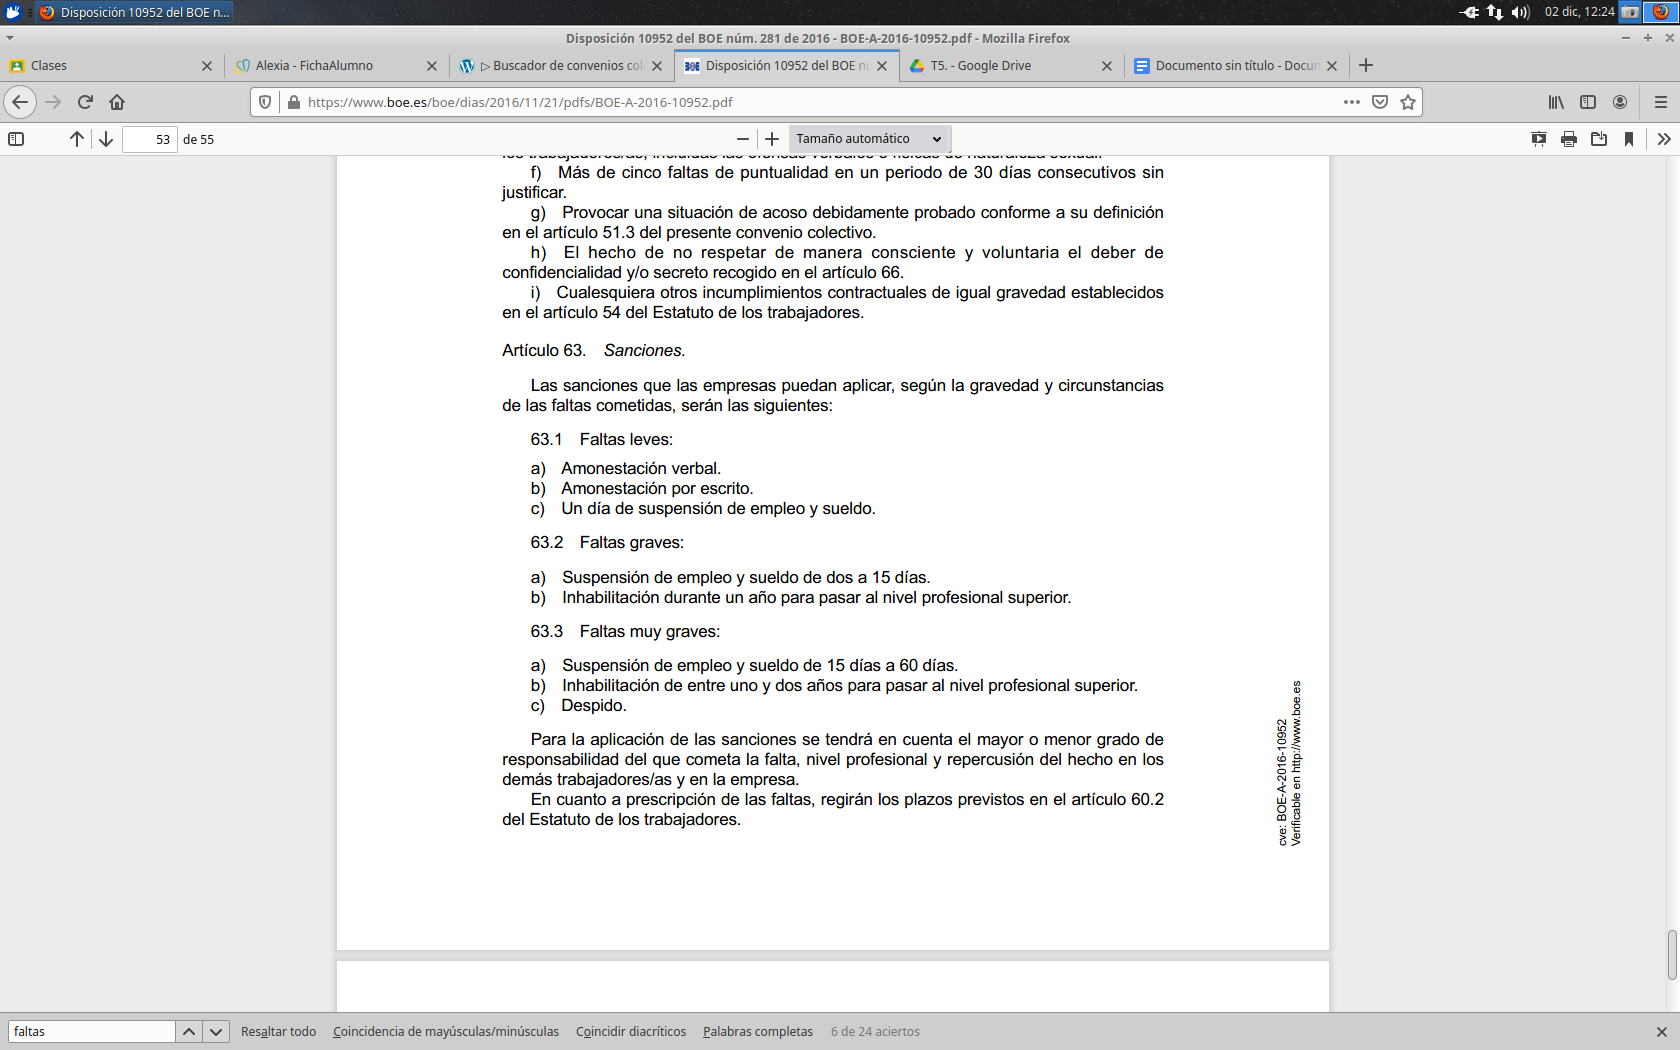 Disposición 10952 del BOE n...
02 dic, 12:24
Disposición 10952 del BOE núm. 281 de 2016 - BOE-A-2016-10952.pdf - Mozilla Firefox
Clases
Alexia - FichaAlumno
▷ Buscador de convenios col
Disposición 10952 del BOE n
T5. - Google Drive
Documento sin título - Docu
https://www.boe.es/boe/dias/2016/11/21/pdfs/BOE-A-2016-10952.pdf
53 de 55
Tamaño automático
los trabajadores/as, incluidas las ofensas verbales o físicas de naturaleza sexual.
f) Más de cinco faltas de puntualidad en un periodo de 30 días consecutivos sin
justificar.
g) Provocar una situación de acoso debidamente probado conforme a su definición
en el artículo 51.3 del presente convenio colectivo.
h) El hecho de no respetar de manera consciente y voluntaria el deber de
confidencialidad y/o secreto recogido en el artículo 66.
i) Cualesquiera otros incumplimientos contractuales de igual gravedad establecidos
en el artículo 54 del Estatuto de los trabajadores.
Artículo 63. Sanciones.
Las sanciones que las empresas puedan aplicar, según la gravedad y circunstancias
de las faltas cometidas, serán las siguientes:
63.1 Faltas leves:
a) Amonestación verbal.
b) Amonestación por escrito.
c) Un día de suspensión de empleo y sueldo.
63.2 Faltas graves:
a) Suspensión de empleo y sueldo de dos a 15 días.
b) Inhabilitación durante un año para pasar al nivel profesional superior.
63.3 Faltas muy graves:
a) Suspensión de empleo y sueldo de 15 días a 60 días.
b) Inhabilitación de entre uno y dos años para pasar al nivel profesional superior.
c) Despido.
Para la aplicación de las sanciones se tendrá en cuenta el mayor o menor grado de
responsabilidad del que cometa la falta, nivel profesional y repercusión del hecho en los
demás trabajadores/as y en la empresa.
En cuanto a prescripción de las faltas, regirán los plazos previstos en el artículo 60.2
del Estatuto de los trabajadores.
cve: BOE-A-2016-10952
Verificable en http://www.boe.es
faltas
Resaltar todo
Coincidencia de mayúsculas/minúsculas
Coincidir diacríticos
Palabras completas
6 de 24 aciertos